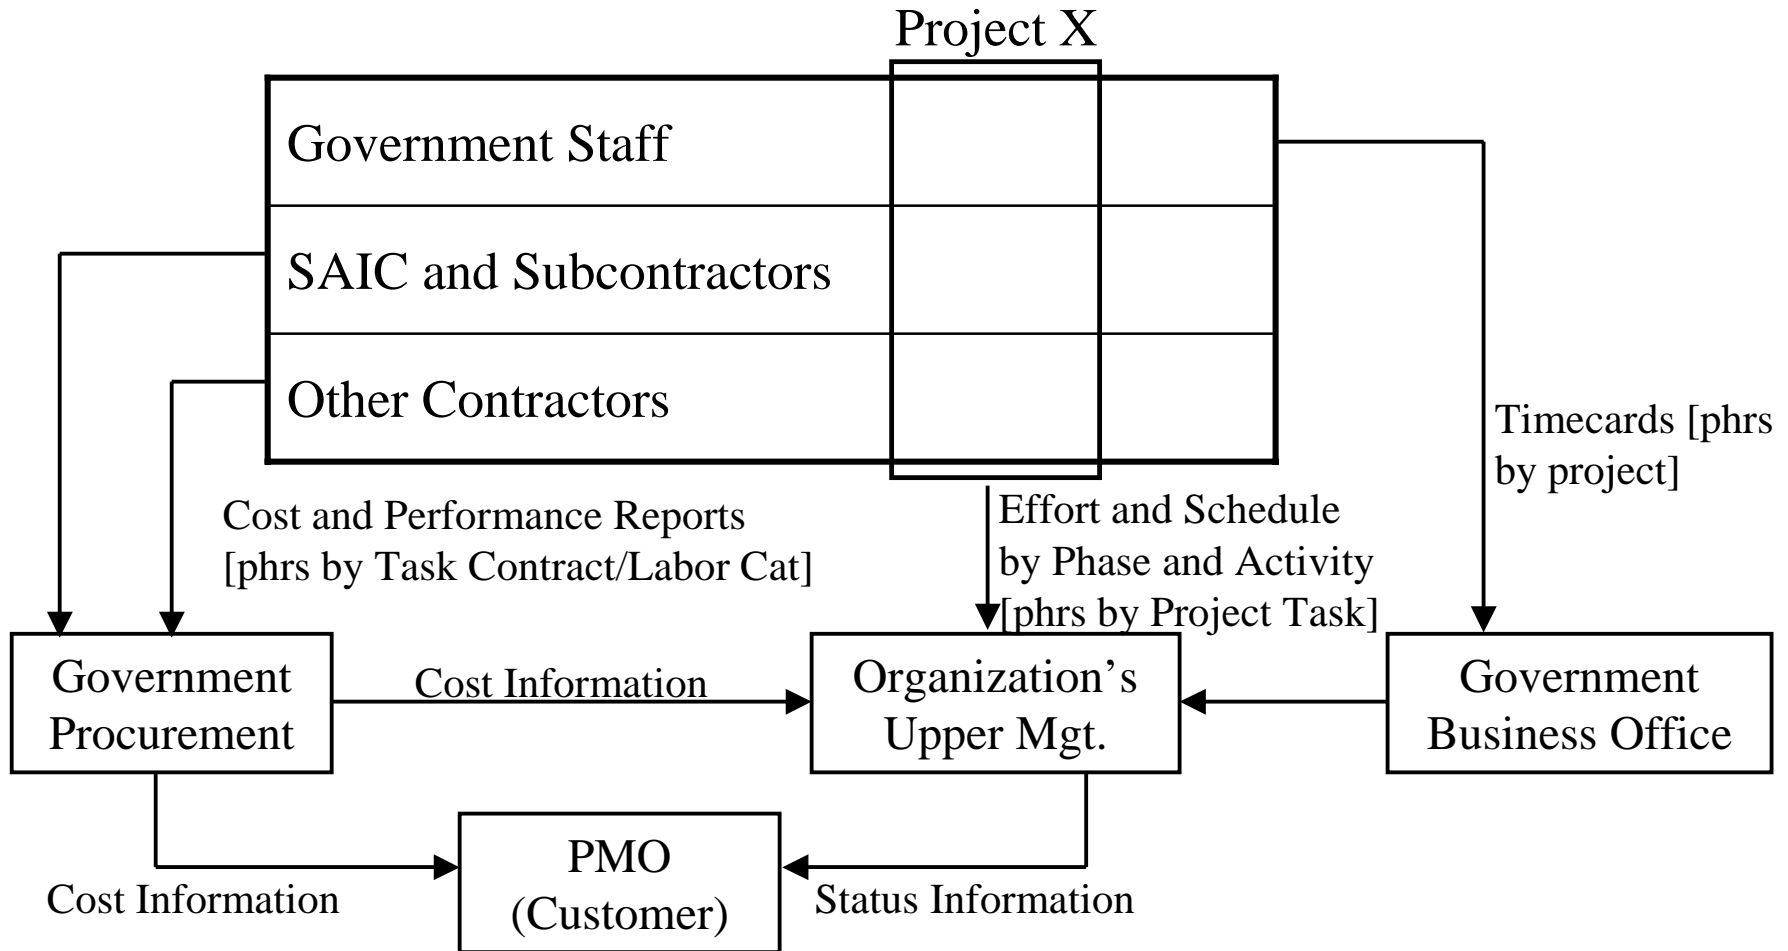 Project X
Government Staff
SAIC and Subcontractors
Other Contractors
Timecards [phrs
by project]
Cost and Performance Reports
[phrs by Task Contract/Labor Cat]
Effort and Schedule
by Phase and Activity
[phrs by Project Task]
Government
Procurement
Cost Information
Organization’s
Upper Mgt.
Government
Business Office
PMO
(Customer)
Cost Information
Status Information